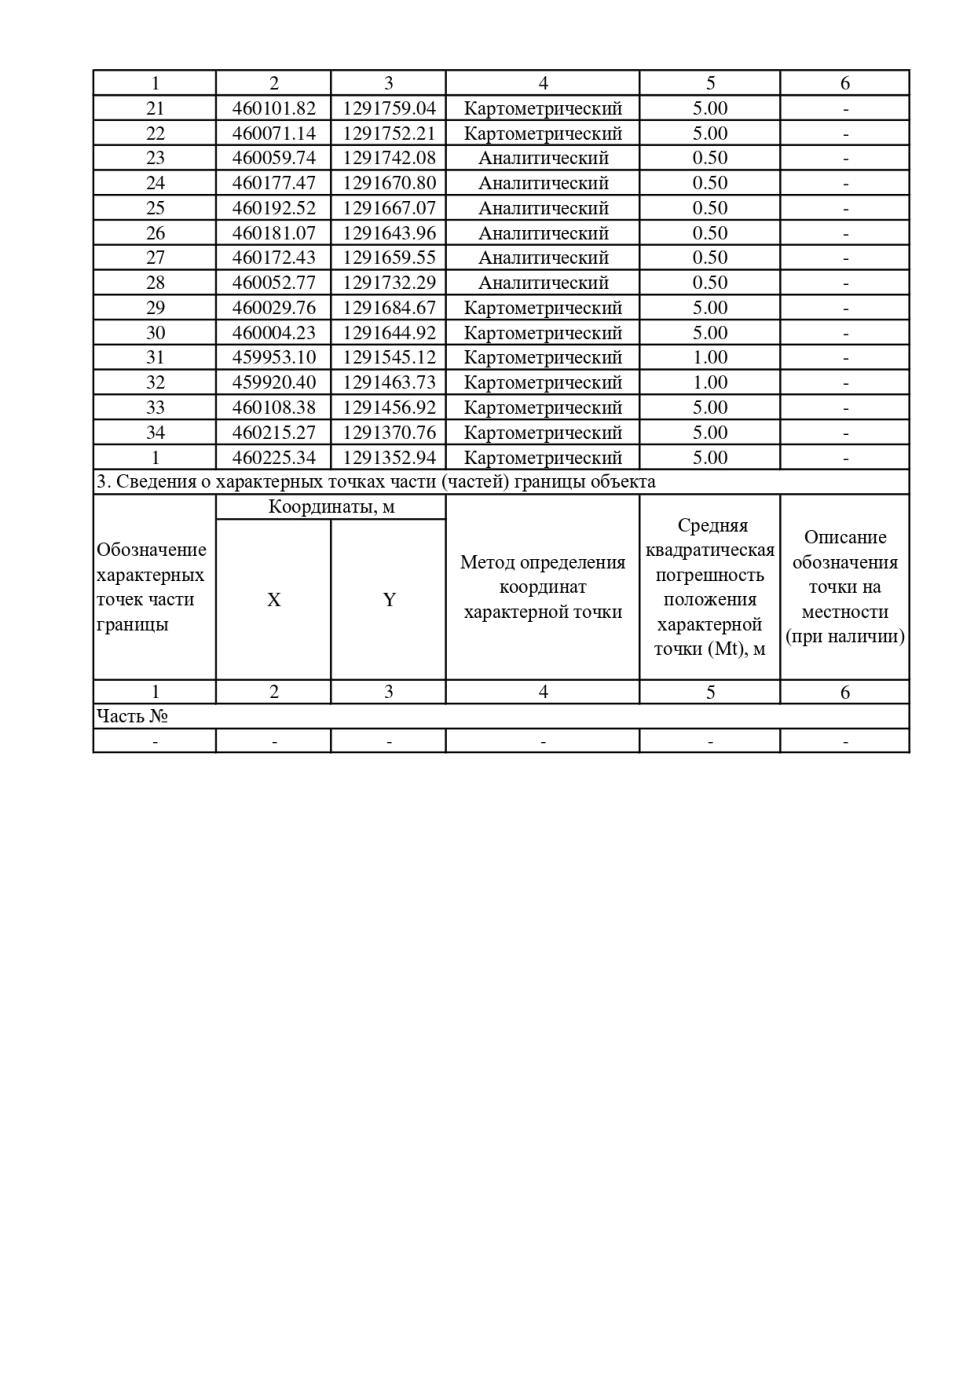 1 2 3 4 5 6
21 460101.82 1291759.04 Картометрический 5.00 -
22 460071.14 1291752.21 Картометрический 5.00 -
23 460059.74 1291742.08 Аналитический 0.50 -
24 460177.47 1291670.80 Аналитический 0.50 -
25 460192.52 1291667.07 Аналитический 0.50 -
26 460181.07 1291643.96 Аналитический 0.50 -
27 460172.43 1291659.55 Аналитический 0.50 -
28 460052.77 1291732.29 Аналитический 0.50 -
29 460029.76 1291684.67 Картометрический 5.00 -
30 460004.23 1291644.92 Картометрический 5.00 -
31 459953.10 1291545.12 Картометрический 1.00 -
32 459920.40 1291463.73 Картометрический 1.00 -
33 460108.38 1291456.92 Картометрический 5.00 -
34 460215.27 1291370.76 Картометрический 5.00 -
1 460225.34 1291352.94 Картометрический 5.00 -
3. Сведения о характерных точках части (частей) границы объекта
Обозначение
характерных
точек части
границы
Координаты, м
X
Y
Метод определения
координат
характерной точки
Средняя
квадратическая
погрешность
положения
характерной
точки (Mt), м
Описание
обозначения
точки на
местности
(при наличии)
1 2 3 4 5 6
Часть №
- - - - - -